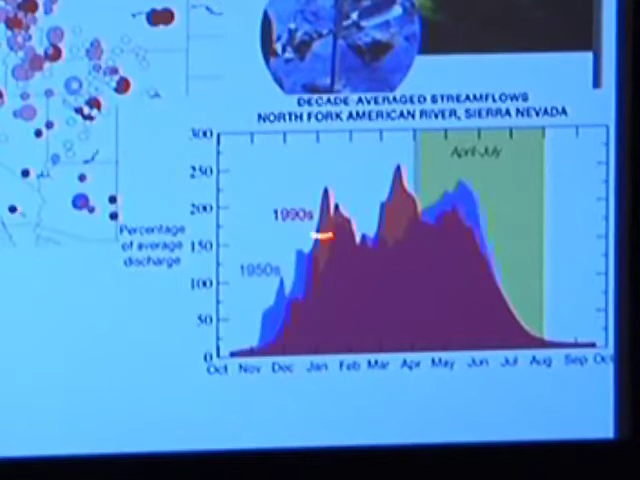 DECADE-AVERAGED STREAMFLOWS
NORTH FORK AMERICAN RIVER, SIERRA NEVADA
300
250
200
150
100
50
0
Percentage
of average
discharge
April-July
1990s
1950s
Oct Nov Dec Jan Feb Mar Apr May Jun Jul Aug Sep Oct